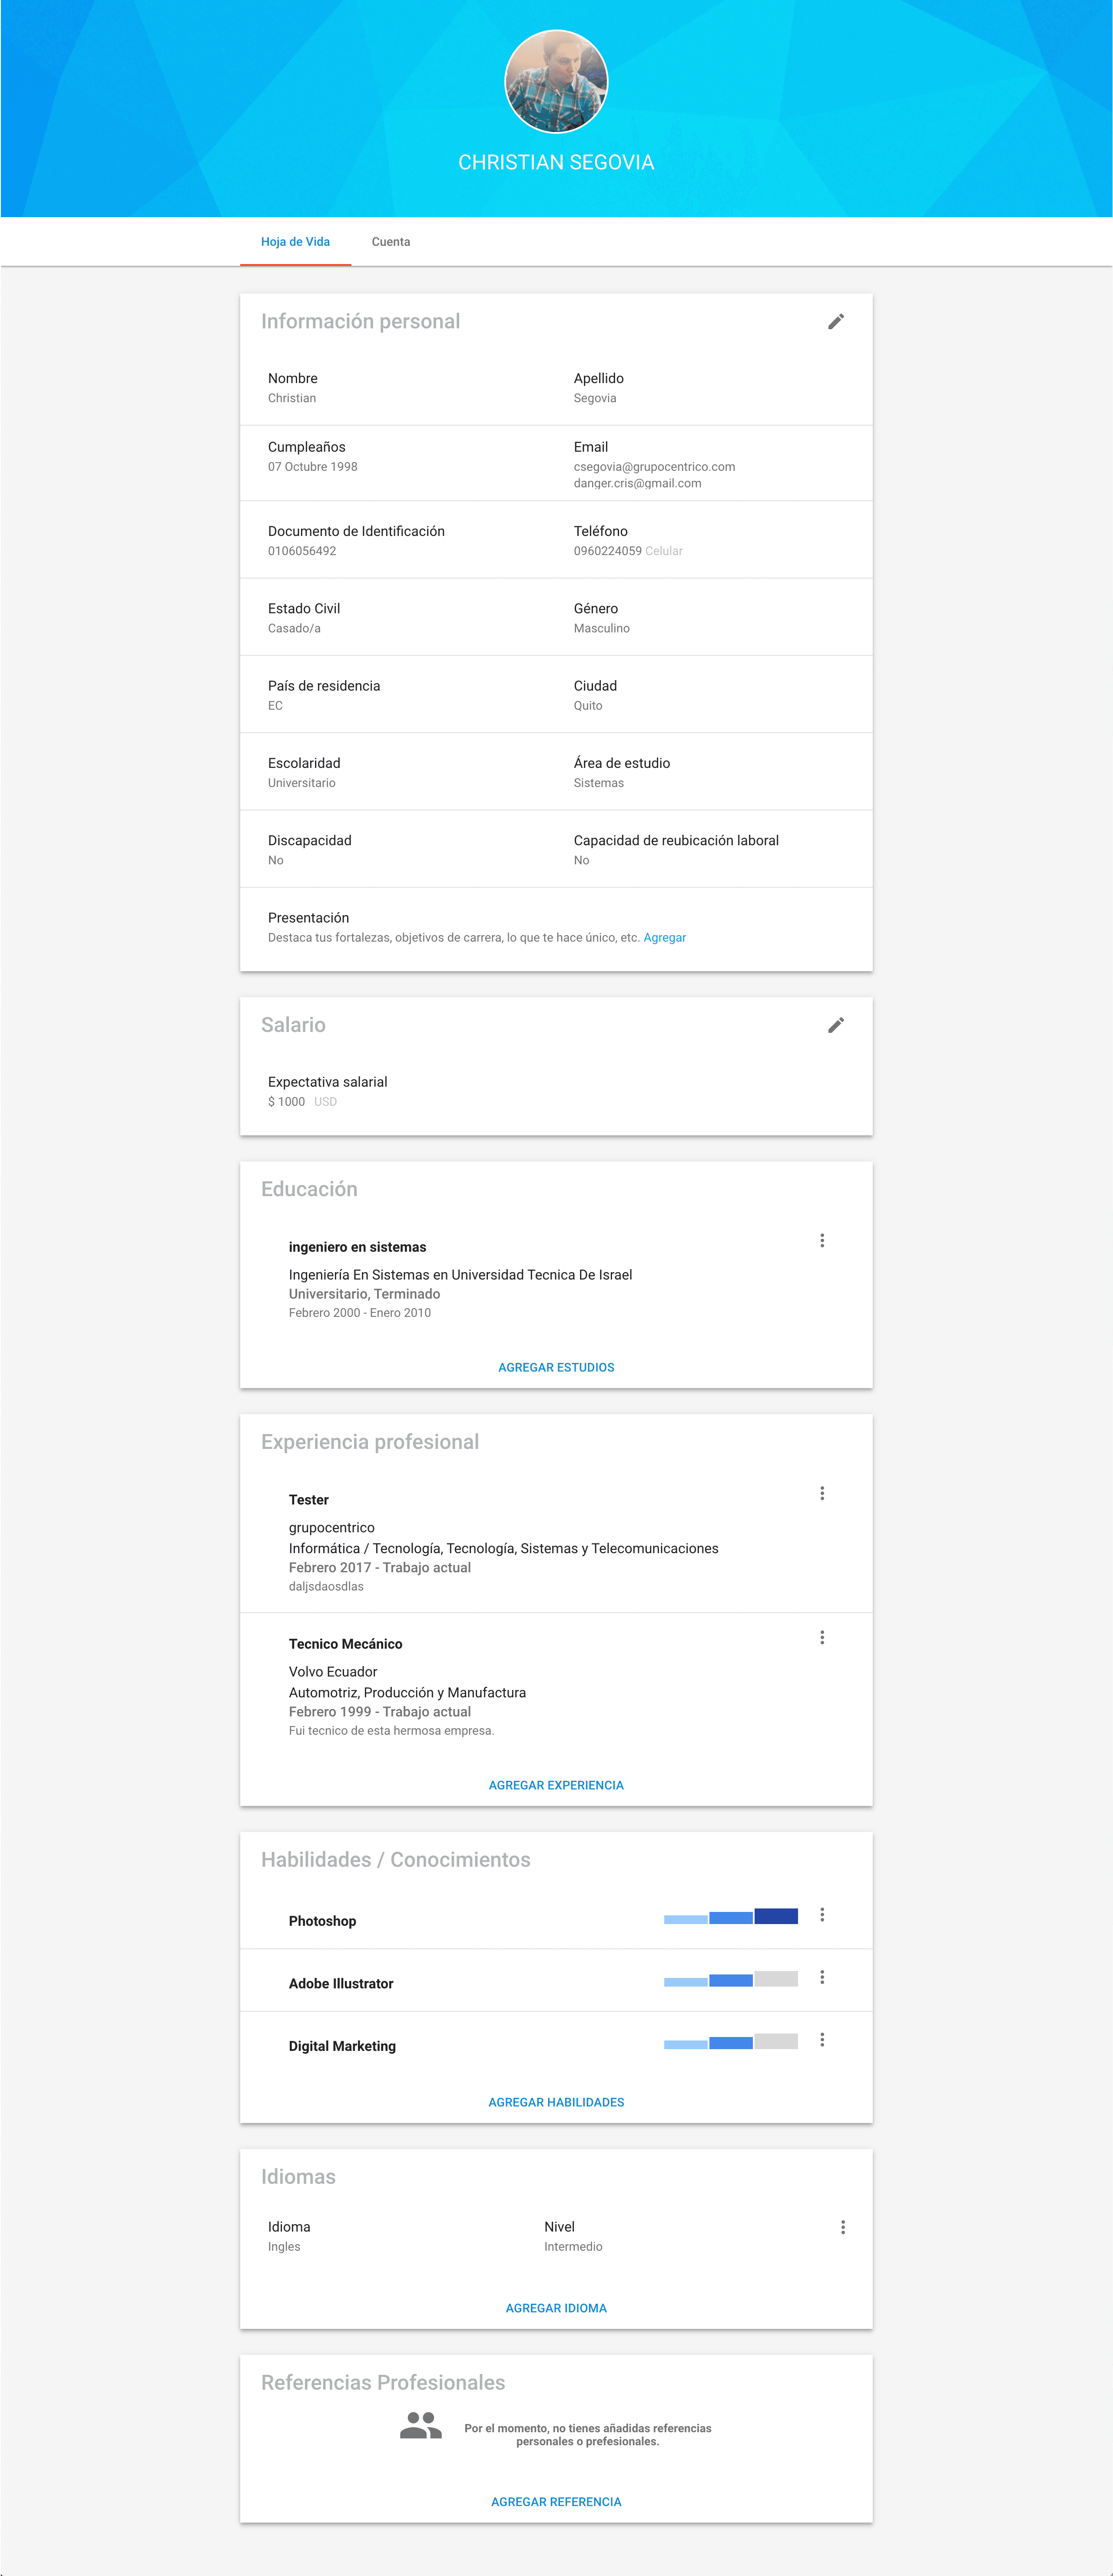 CHRISTIAN SEGOVIA
Hoja de Vida
Cuenta
Información personal
Nombre
Christian
Apellido
Segovia
Cumpleaños
07 Octubre 1998
Email
csegovia@grupocentrico.com
danger.cris@gmail.com
Documento de Identificación
0106056492
Teléfono
0960224059 Celular
Estado Civil
Casado/a
Género
Masculino
País de residencia
EC
Ciudad
Quito
Escolaridad
Universitario
Área de estudio
Sistemas
Discapacidad
No
Capacidad de reubicación laboral
No
Presentación
Destaca tus fortalezas, objetivos de carrera, lo que te hace único, etc. Agregar
Salario
Expectativa salarial
$ 1000 USD
Educación
ingeniero en sistemas
Ingeniería En Sistemas en Universidad Tecnica De Israel
Universitario, Terminado
Febrero 2000 - Enero 2010
AGREGAR ESTUDIOS
Experiencia profesional
Tester
grupocentrico
Informática / Tecnología, Tecnología, Sistemas y Telecomunicaciones
Febrero 2017 - Trabajo actual
daljsdaosdlas
Tecnico Mecánico
Volvo Ecuador
Automotriz, Producción y Manufactura
Febrero 1999 - Trabajo actual
Fui tecnico de esta hermosa empresa.
AGREGAR EXPERIENCIA
Habilidades / Conocimientos
Photoshop
Adobe Illustrator
Digital Marketing
AGREGAR HABILIDADES
Idiomas
Idioma
Ingles
Nivel
Intermedio
AGREGAR IDIOMA
Referencias Profesionales
Por el momento, no tienes añadidas referencias
personales o prefesionales.
AGREGAR REFERENCIA